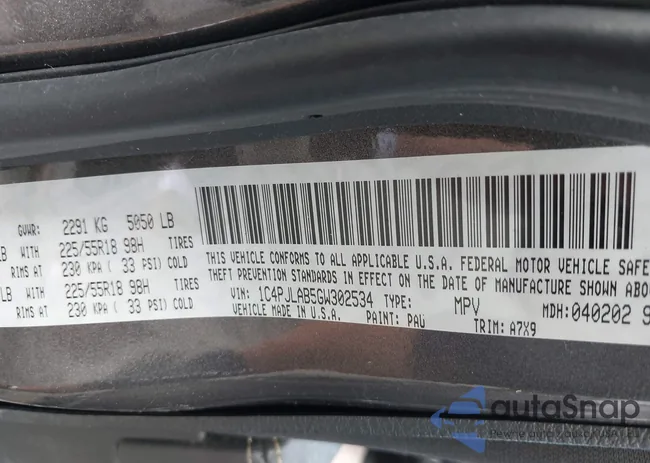 GVWR: 2291 KG 5050 LB
LB WITH 225/55R18 98H TIRES
RIMS AT 230 KPA ( 33 PSI) COLD
LB WITH 225/55R18 98H TIRES
RIMS AT 230 KPA ( 33 PSI) COLD
THIS VEHICLE CONFORMS TO ALL APPLICABLE U.S.A. FEDERAL MOTOR VEHICLE SAFE
THEFT PREVENTION STANDARDS IN EFFECT ON THE DATE OF MANUFACTURE SHOWN ABO
VIN: 1C4PJLAB5GW302534 TYPE: MPV MDH: 040202 9
VEHICLE MADE IN U.S.A. PAINT: PAU TRIM: A7X9
autaSnap